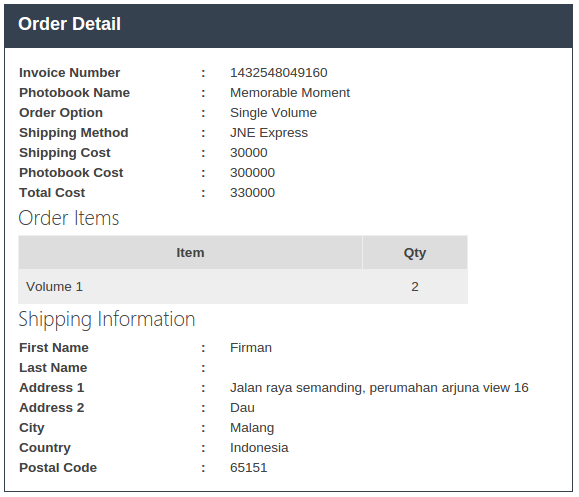 Order Detail
Invoice Number : 1432548049160
Photobook Name : Memorable Moment
Order Option : Single Volume
Shipping Method : JNE Express
Shipping Cost : 30000
Photobook Cost : 300000
Total Cost : 330000
Order Items
Item Qty
Volume 1 2
Shipping Information
First Name : Firman
Last Name :
Address 1 : Jalan raya semanding, perumahan arjuna view 16
Address 2 : Dau
City : Malang
Country : Indonesia
Postal Code : 65151